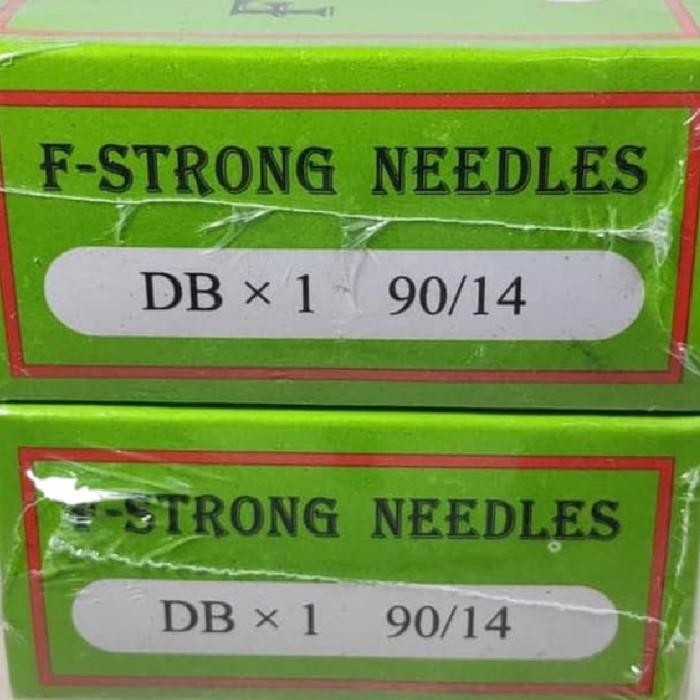 F-STRONG NEEDLES
DB × 1 90/14
F-STRONG NEEDLES
DB × 1 90/14